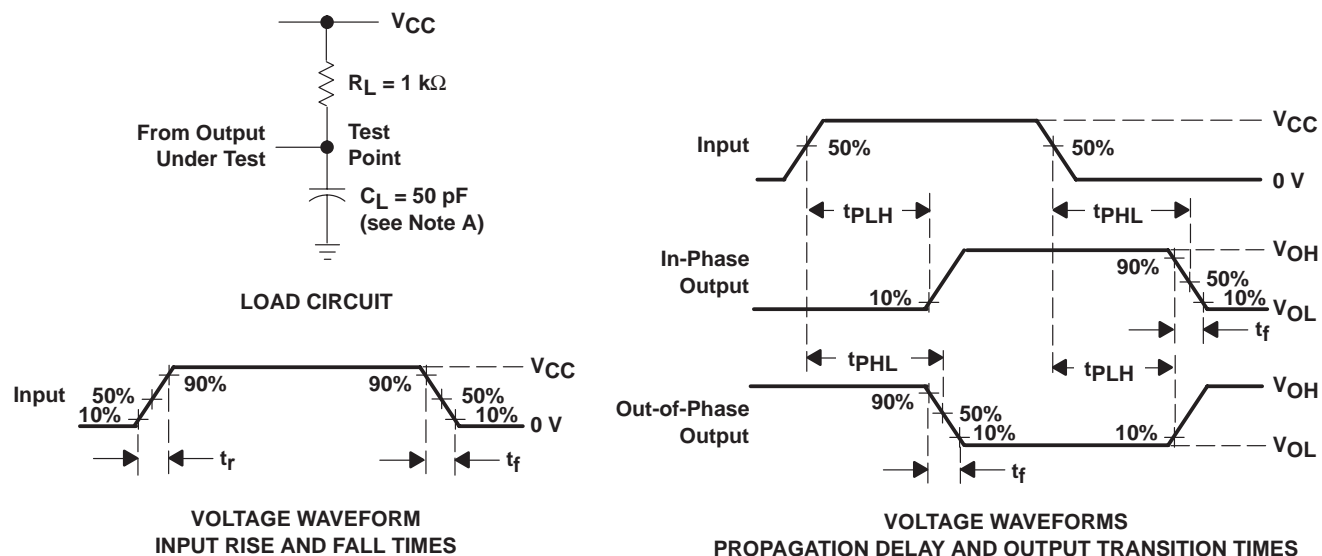 VCC
RL = 1 kΩ
From Output
Under Test
Test
Point
CL = 50 pF
(see Note A)
LOAD CIRCUIT
Input
50%
10%
90%
90%
50%
10%
VCC
0 V
tr
tf
VOLTAGE WAVEFORM
INPUT RISE AND FALL TIMES
Input
50%
50%
VCC
0 V
tPLH
tPHL
In-Phase
Output
10%
90%
50%
10%
VOH
VOL
tf
tPHL
tPLH
Out-of-Phase
Output
90%
50%
10%
10%
VOH
VOL
tf
VOLTAGE WAVEFORMS
PROPAGATION DELAY AND OUTPUT TRANSITION TIMES